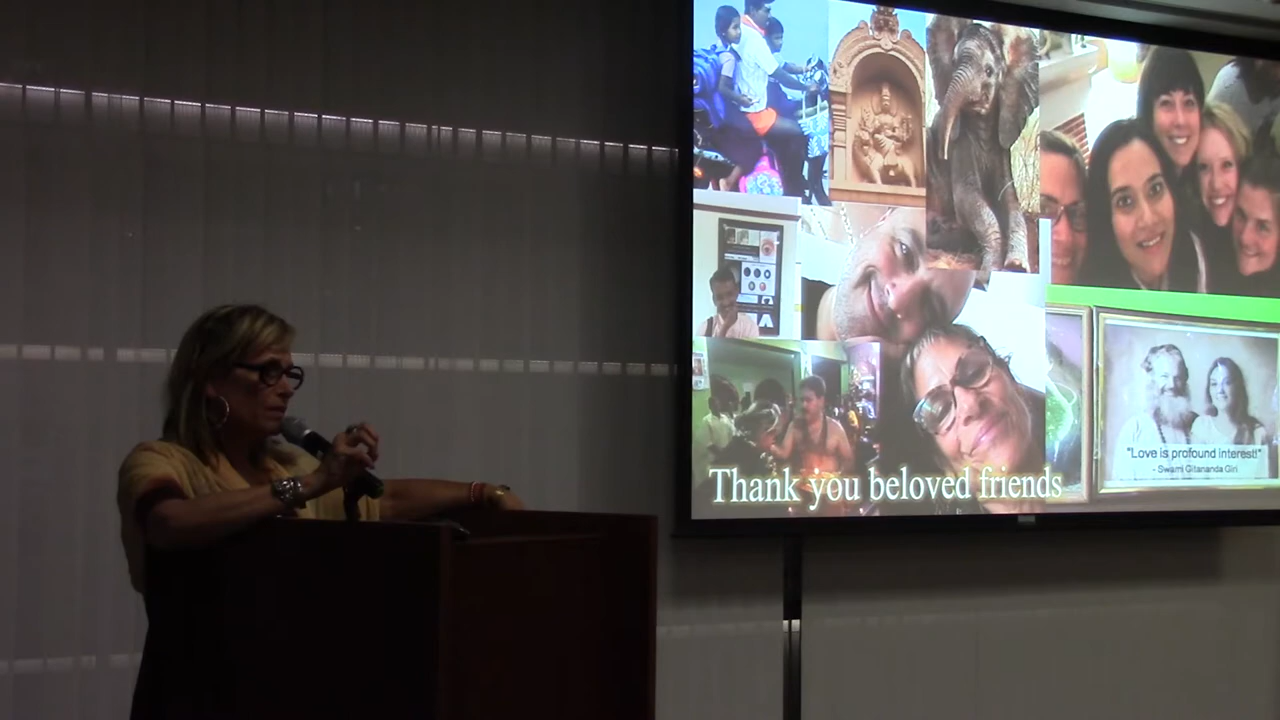 "Love is profound interest!"
- Swami Gitananda Giri
Thank you beloved friends